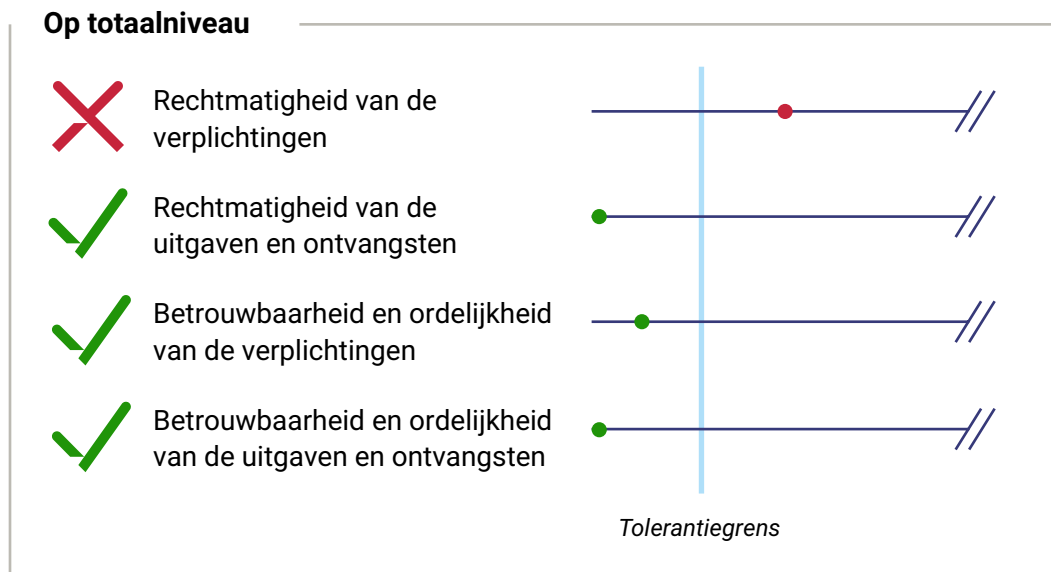 Op totaalniveau
Rechtmatigheid van de
verplichtingen
Rechtmatigheid van de
uitgaven en ontvangsten
Betrouwbaarheid en ordelijkheid
van de verplichtingen
Betrouwbaarheid en ordelijkheid
van de uitgaven en ontvangsten
Tolerantiegrens